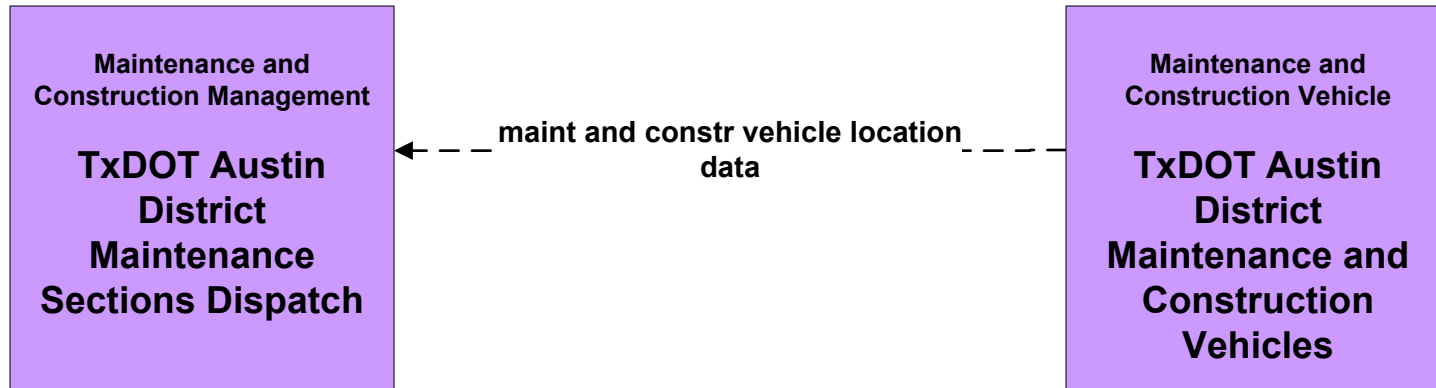 Maintenance and
Construction Management
TxDOT Austin
District
Maintenance
Sections Dispatch
maint and constr vehicle location
data
Maintenance and
Construction Vehicle
TxDOT Austin
District
Maintenance and
Construction
Vehicles